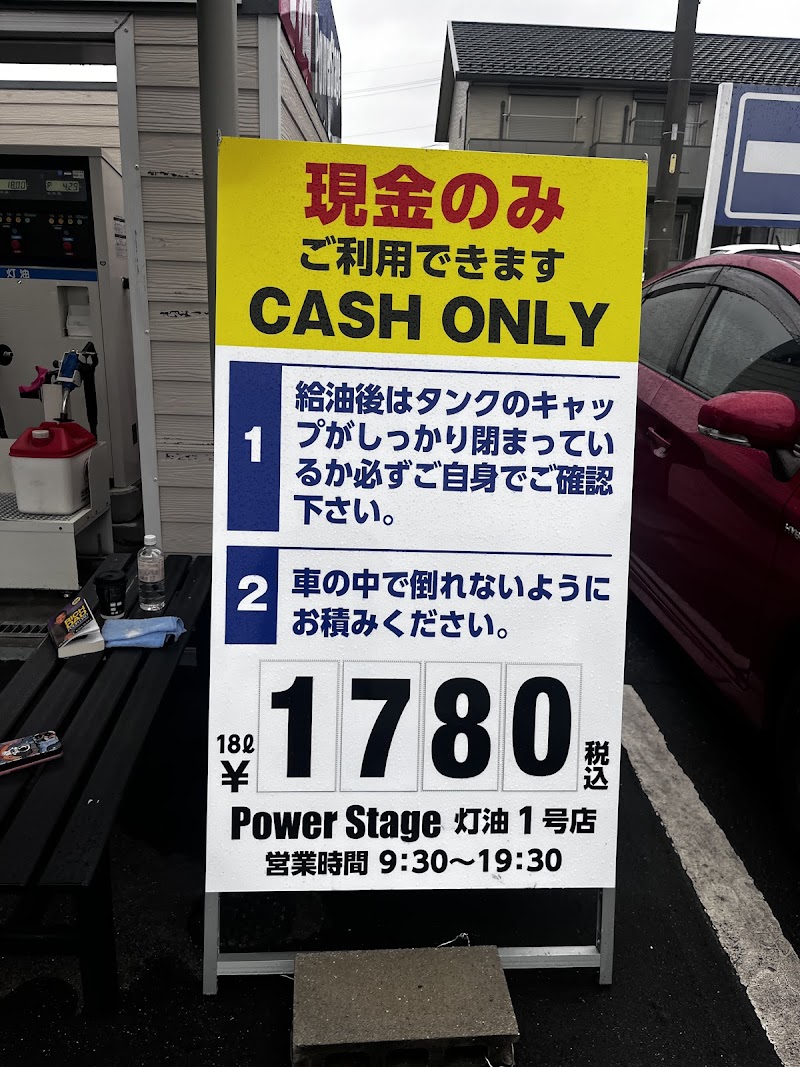 現金のみ
ご利用できます
CASH ONLY
1
給油後はタンクのキャッ
プがしっかり閉まってい
るか必ずご自身でご確認
下さい。
2
車の中で倒れないように
お積みください。
18ℓ
¥
1780
税込
Power Stage 灯油1号店
営業時間 9:30〜19:30
灯油